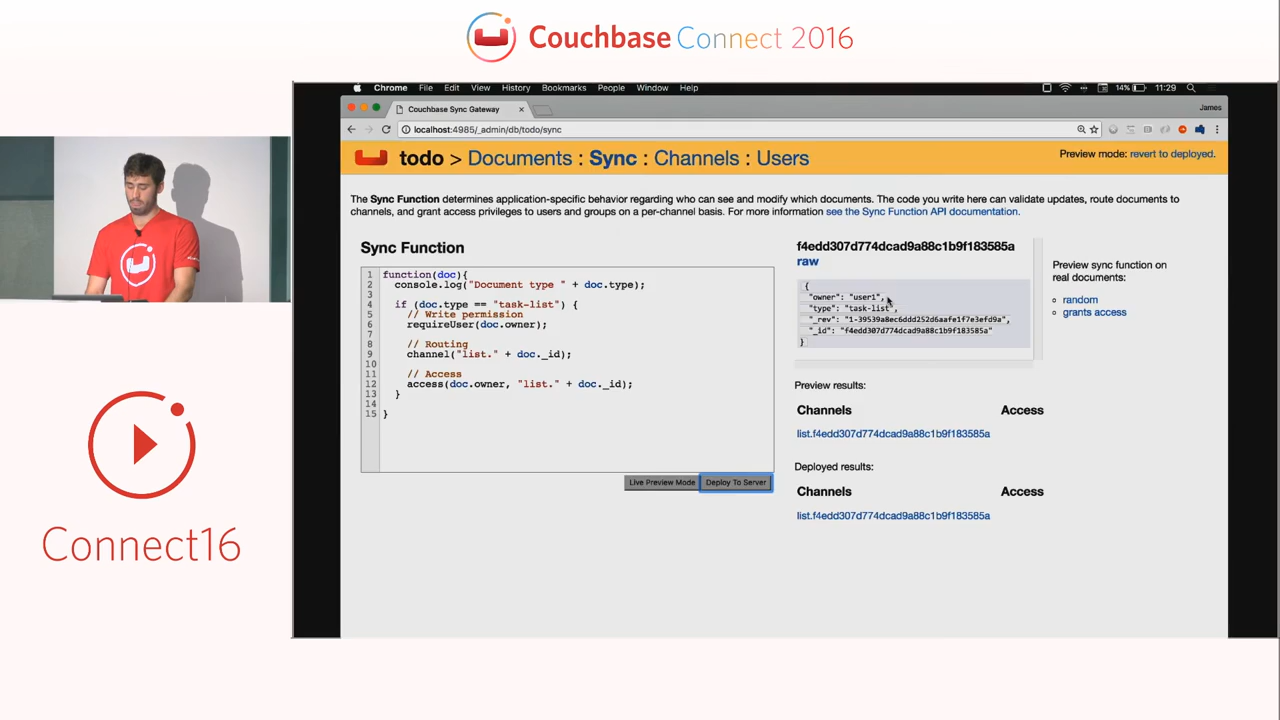 Couchbase Connect 2016
Chrome File Edit View History Bookmarks People Window Help 14% 11:29
Couchbase Sync Gateway James
localhost:4985/_admin/db/todo/sync
todo > Documents : Sync : Channels : Users
Preview mode: revert to deployed.
The Sync Function determines application-specific behavior regarding who can see and modify which documents. The code you write here can validate updates, route documents to
channels, and grant access privileges to users and groups on a per-channel basis. For more information see the Sync Function API documentation.
Sync Function
1 function(doc){
2 console.log("Document type " + doc.type);
3
4 if (doc.type == "task-list") {
5 // Write permission
6 requireUser(doc.owner);
7
8 // Routing
9 channel("list." + doc._id);
10
11 // Access
12 access(doc.owner, "list." + doc._id);
13 }
14
15 }
Live Preview Mode
Deploy To Server
f4edd307d774dcad9a88c1b9f183585a
raw
{
"owner": "user1",
"type": "task-list",
"_rev": "1-39539a8ec6ddd252d6aafe1f7e3efd9a",
"_id": "f4edd307d774dcad9a88c1b9f183585a"
}
Preview results:
Channels Access
list.f4edd307d774dcad9a88c1b9f183585a
Deployed results:
Channels Access
list.f4edd307d774dcad9a88c1b9f183585a
Preview sync function on
real documents:
random
grants access
Connect16